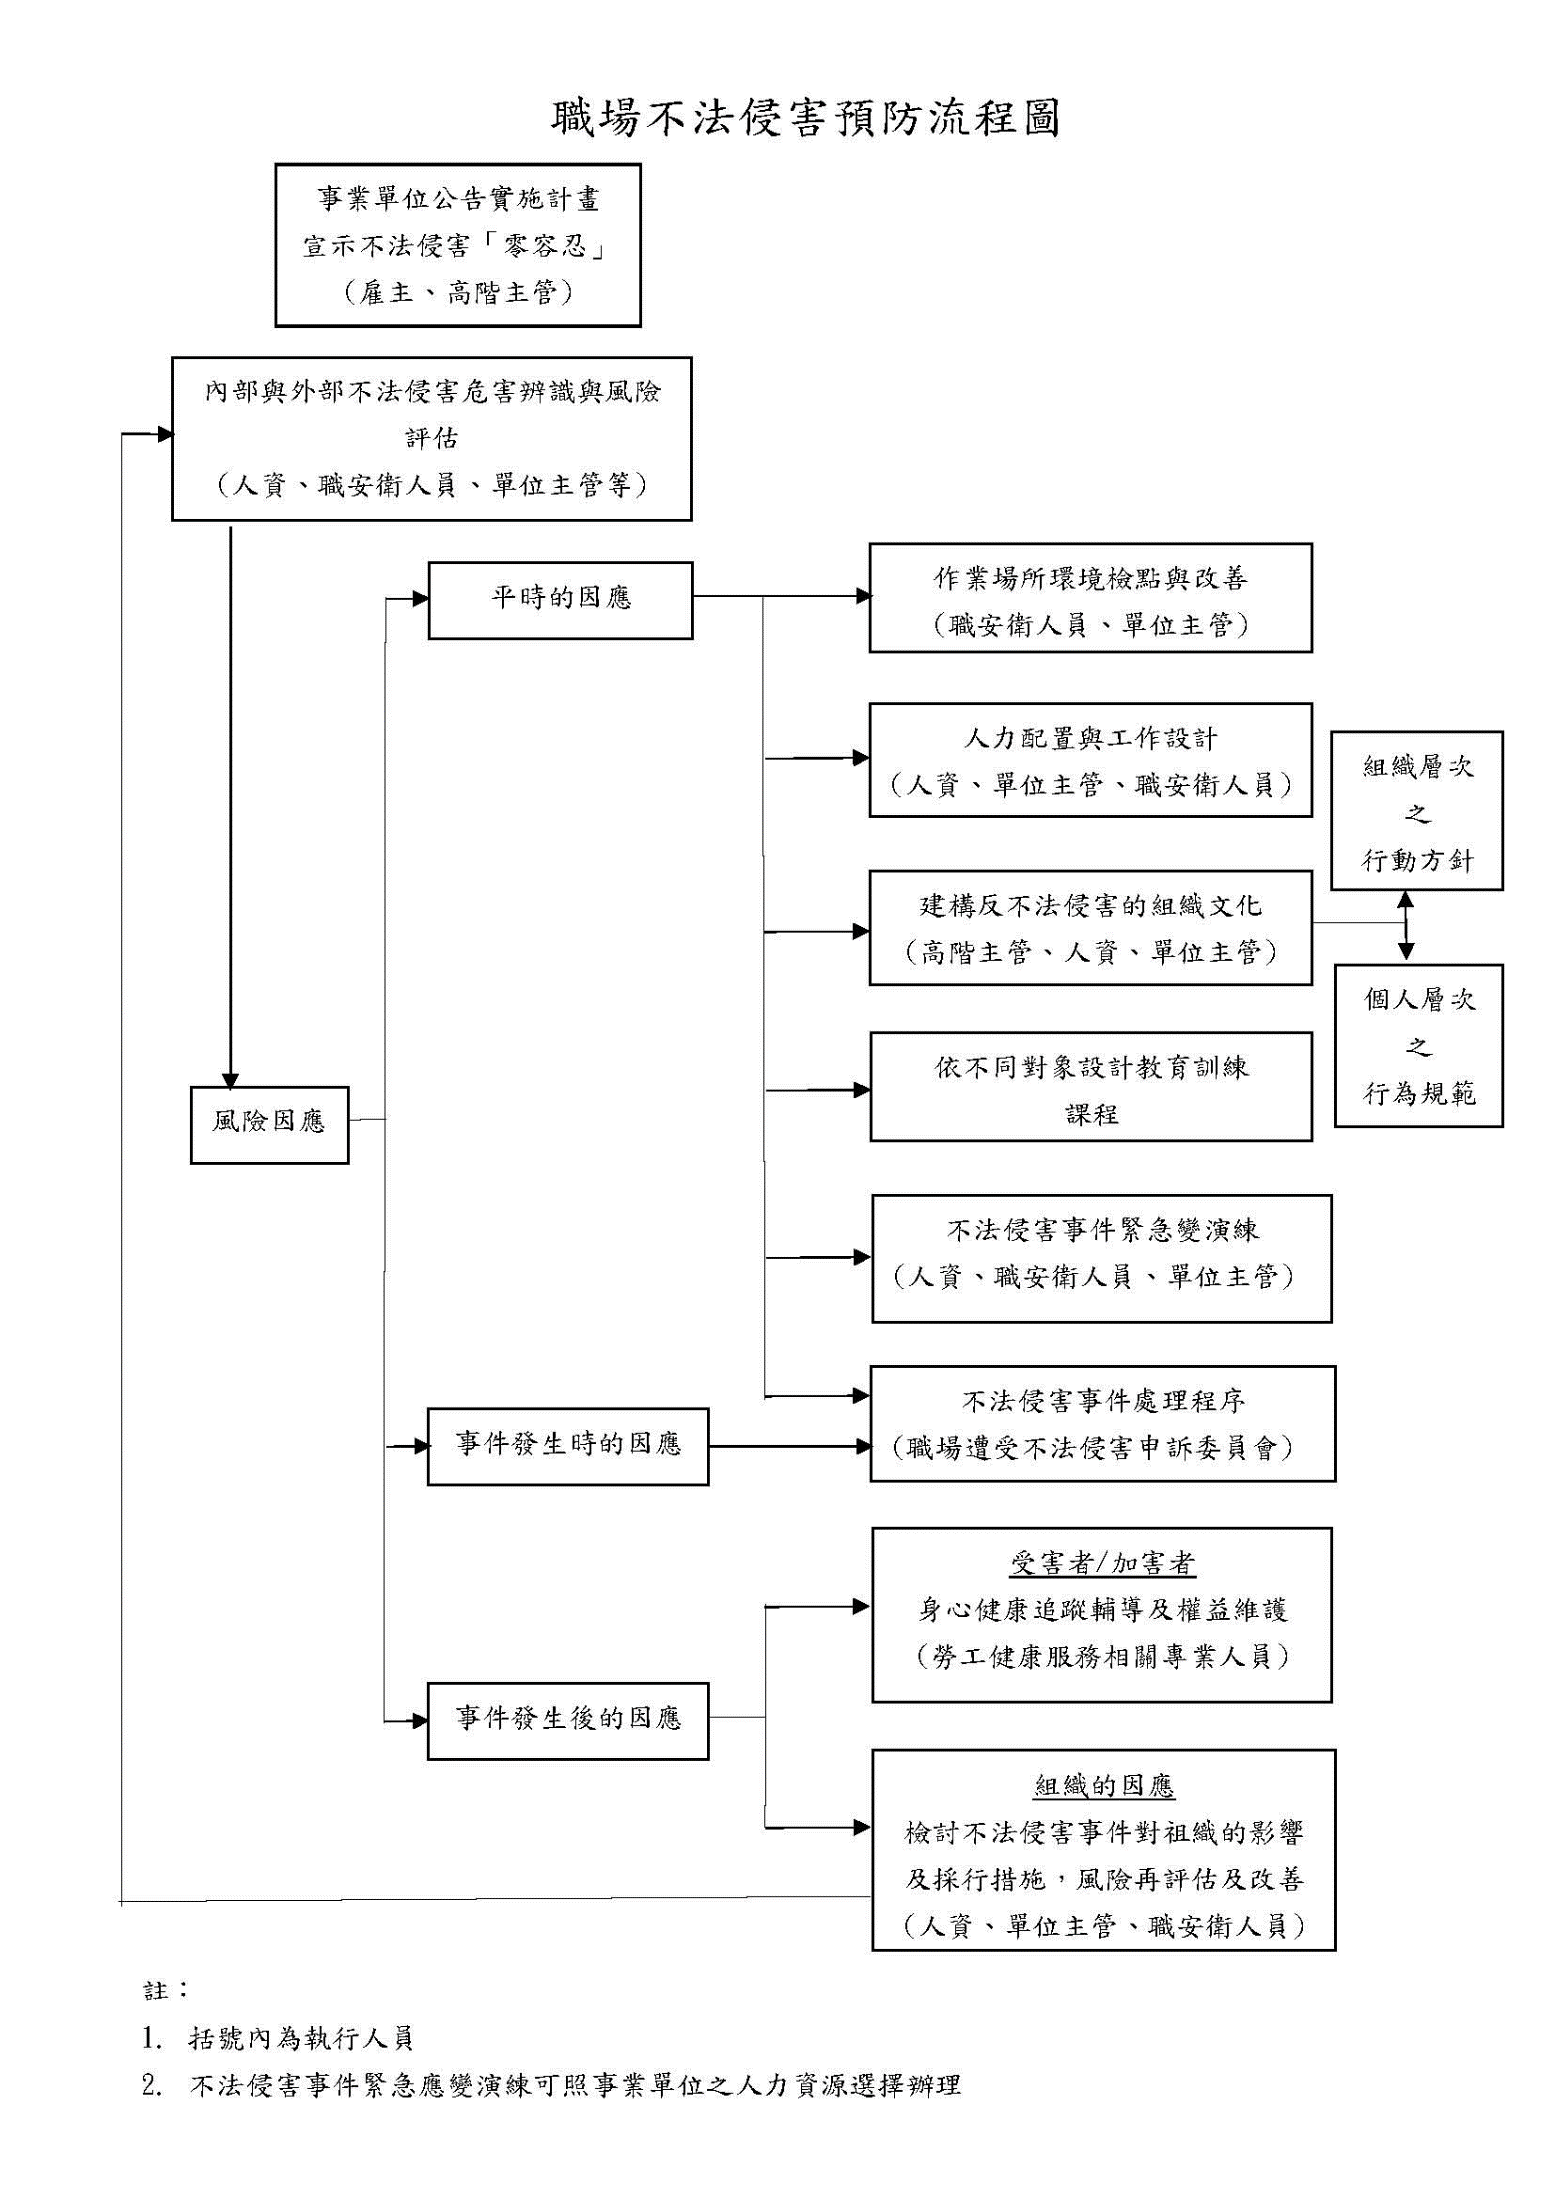 職場不法侵害預防流程圖
事業單位公告實施計畫
宣示不法侵害「零容忍」
（雇主、高階主管）
內部與外部不法侵害危害辨識與風險
評估
（人資、職安衛人員、單位主管等）
平時的因應
作業場所環境檢點與改善
（職安衛人員、單位主管）
人力配置與工作設計
（人資、單位主管、職安衛人員）
組織層次
之
行動方針
建構反不法侵害的組織文化
（高階主管、人資、單位主管）
個人層次
之
行為規範
依不同對象設計教育訓練
課程
風險因應
不法侵害事件緊急變演練
（人資、職安衛人員、單位主管）
不法侵害事件處理程序
（職場遭受不法侵害申訴委員會）
事件發生時的因應
受害者/加害者
身心健康追蹤輔導及權益維護
（勞工健康服務相關專業人員）
事件發生後的因應
組織的因應
檢討不法侵害事件對祖織的影響
及採行措施，風險再評估及改善
（人資、單位主管、職安衛人員）
註：
1. 括號內為執行人員
2. 不法侵害事件緊急應變演練可照事業單位之人力資源選擇辦理